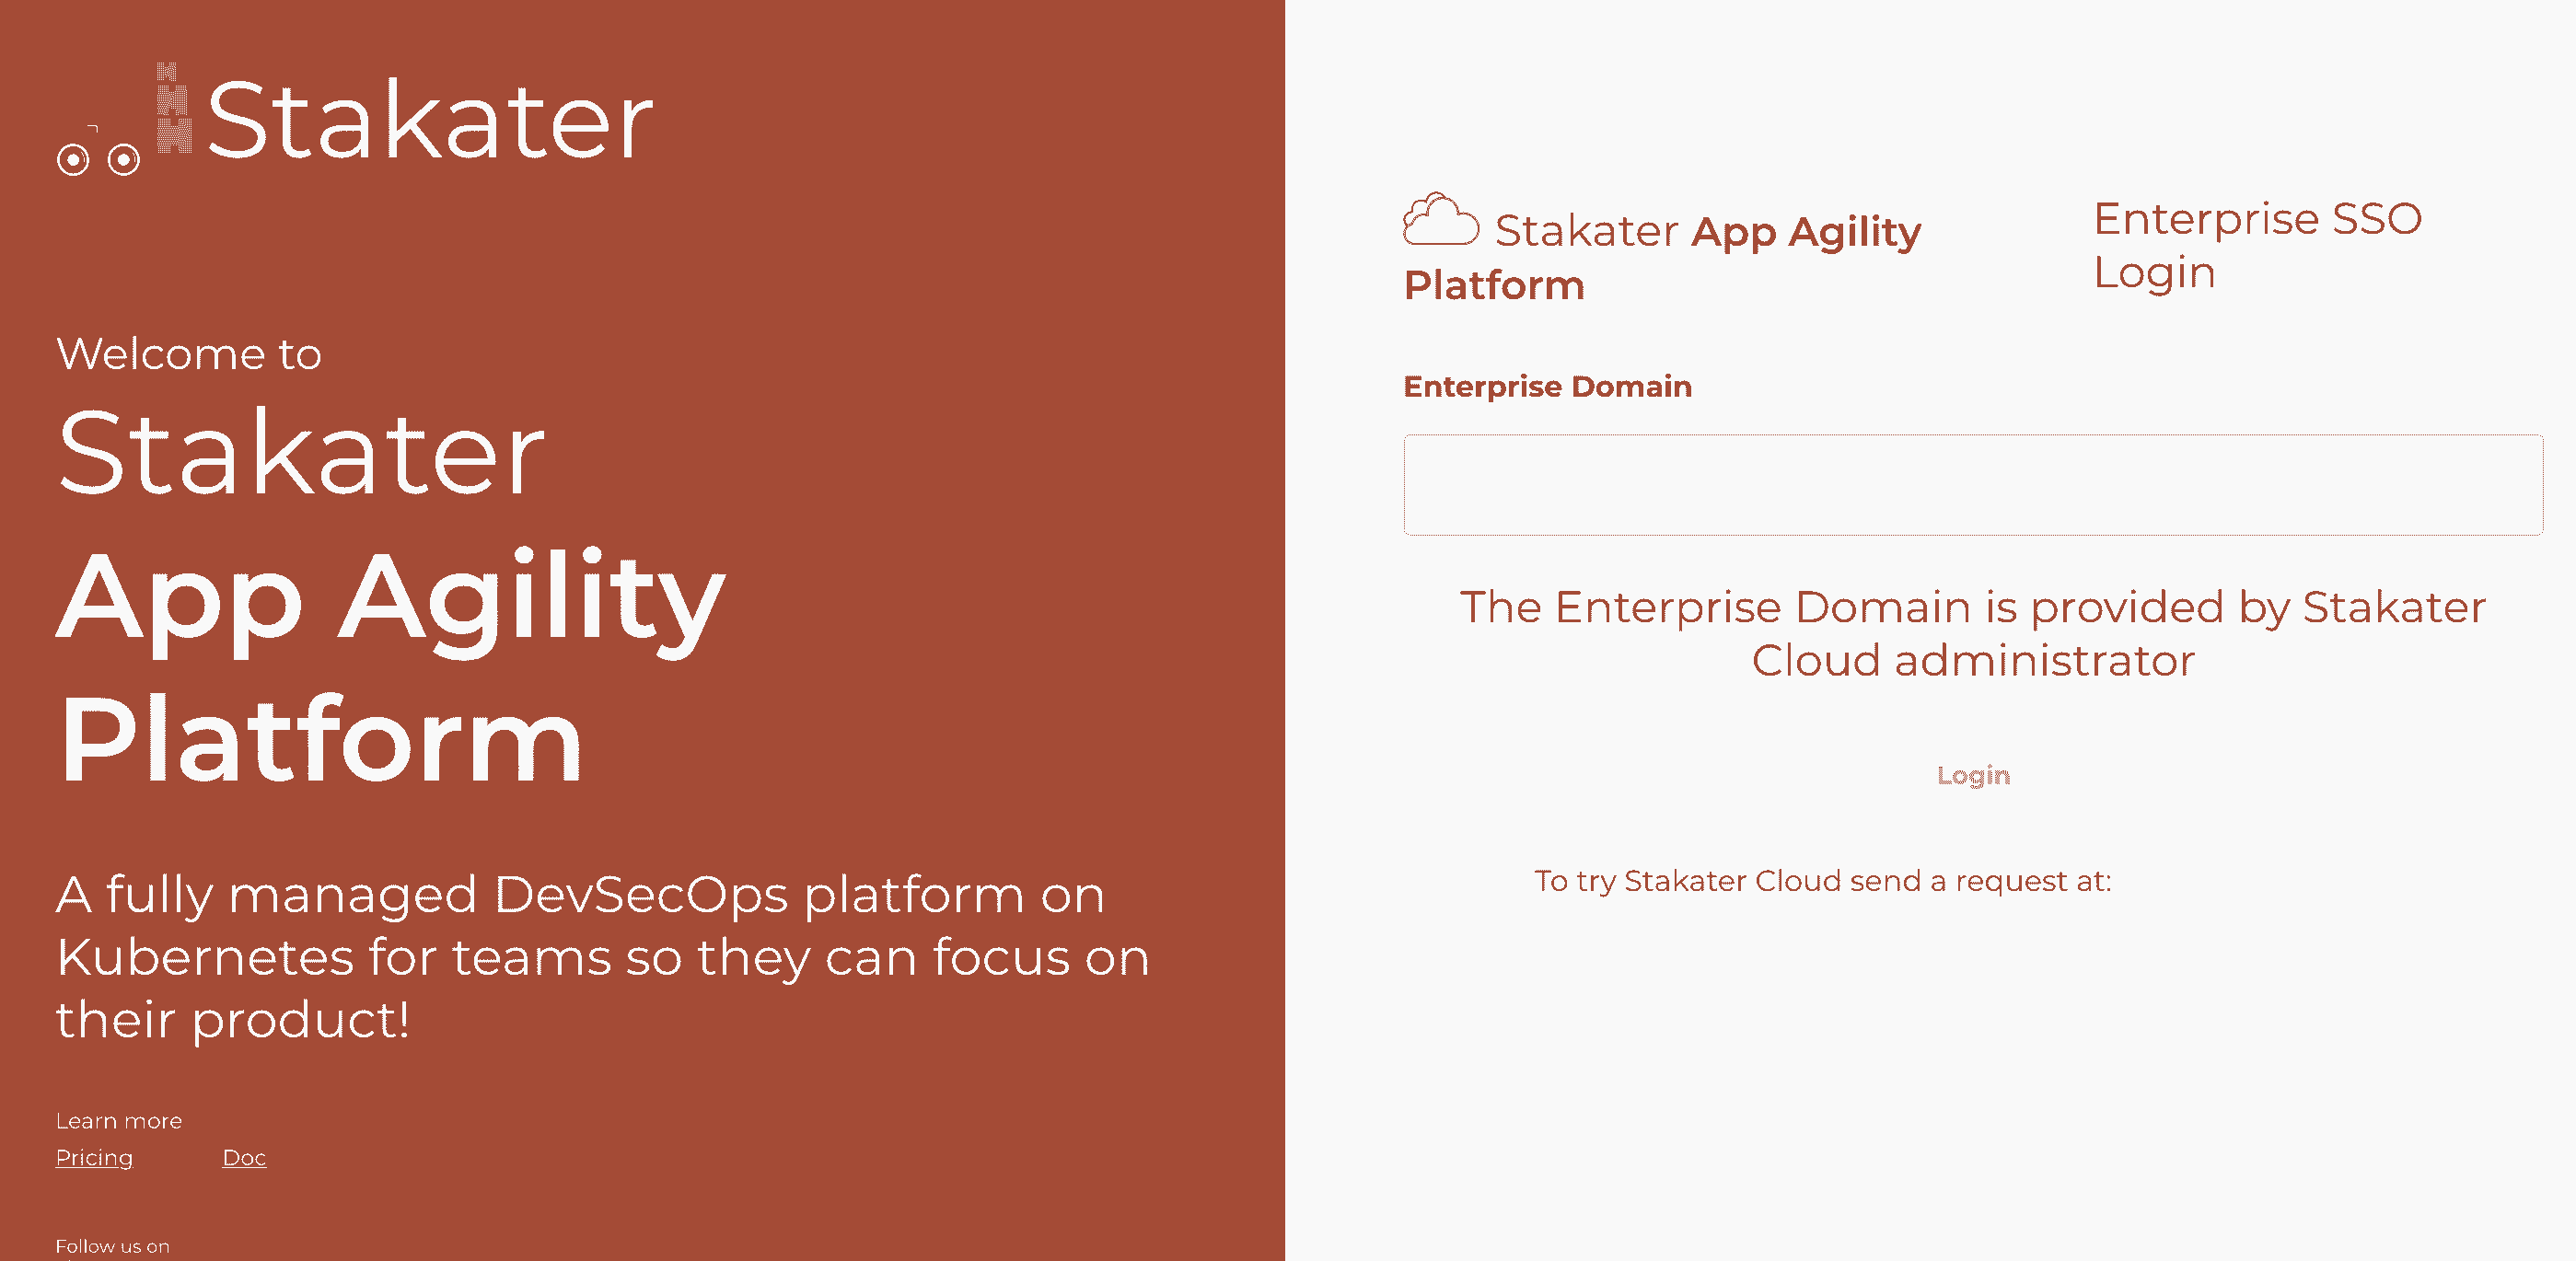 Stakater
Welcome to
Stakater
App Agility
Platform
A fully managed DevSecOps platform on
Kubernetes for teams so they can focus on
their product!
Learn more
Pricing Doc
Follow us on
Stakater App Agility
Platform
Enterprise SSO
Login
Enterprise Domain
The Enterprise Domain is provided by Stakater
Cloud administrator
Login
To try Stakater Cloud send a request at: